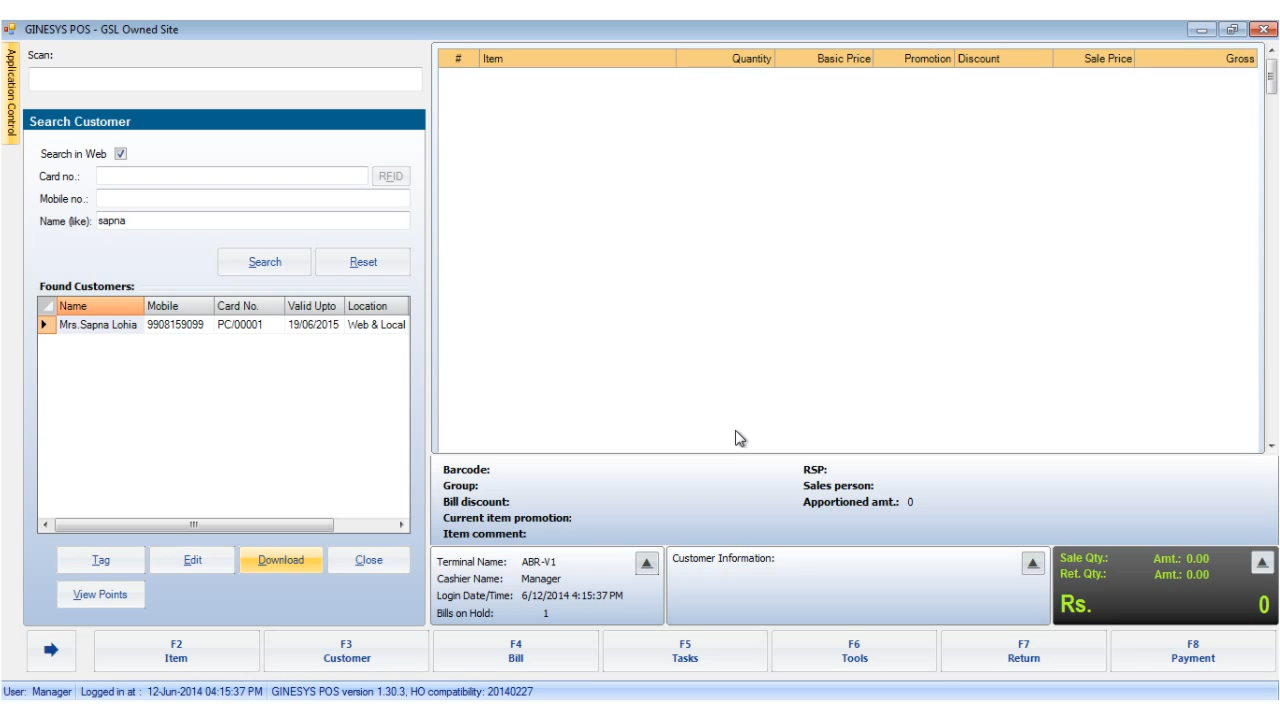 GINESYS POS - GSL Owned Site
Application Control
Scan:
Search Customer
Search in Web
Card no.: RFID
Mobile no.:
Name (like): sapna
Search Reset
Found Customers:
Name Mobile Card No. Valid Upto Location
Mrs.Sapna Lohia 9908159099 PC/00001 19/06/2015 Web & Local
Tag Edit Download Close
View Points
# Item Quantity Basic Price Promotion Discount Sale Price Gross
Barcode: RSP:
Group: Sales person:
Bill discount: Apportioned amt.: 0
Current item promotion:
Item comment:
Terminal Name: ABR-V1
Cashier Name: Manager
Login Date/Time: 6/12/2014 4:15:37 PM
Bills on Hold: 1
Customer Information:
Sale Qty.: Amt.: 0.00
Ret. Qty.: Amt.: 0.00
Rs. 0
F2 F3 F4 F5 F6 F7 F8
Item Customer Bill Tasks Tools Return Payment
User: Manager Logged in at : 12-Jun-2014 04:15:37 PM GINESYS POS version 1.30.3, HO compatibility: 20140227